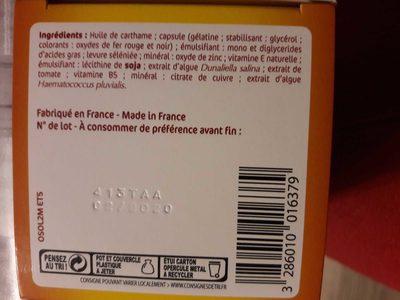 Ingrédients : Huile de carthame ; capsule (gélatine ; stabilisant : glycérol ;
colorants : oxydes de fer rouge et noir) ; émulsifiant : mono et diglycerides
d'acides gras ; levure séléniée ; minéral : oxyde de zinc ; vitamine E naturelle ;
émulsifiant : lécithine de soja ; extrait d'algue Dunaliella salina ; extrait de
tomate ; vitamine B5 ; minéral : citrate de cuivre ; extrait d'algue
Haematococcus pluvialis.
Fabriqué en France - Made in France
N° de lot - À consommer de préférence avant fin :
413TAA
08/2020
OSOL2M ET5
PENSEZ
AU TRI !
POT ET COUVERCLE
PLASTIQUE
À JETER
ÉTUI CARTON
OPERCULE MÉTAL
À RECYCLER
CONSIGNE POUVANT VARIER LOCALEMENT > WWW.CONSIGNESDETRI.FR
3 286010 016379